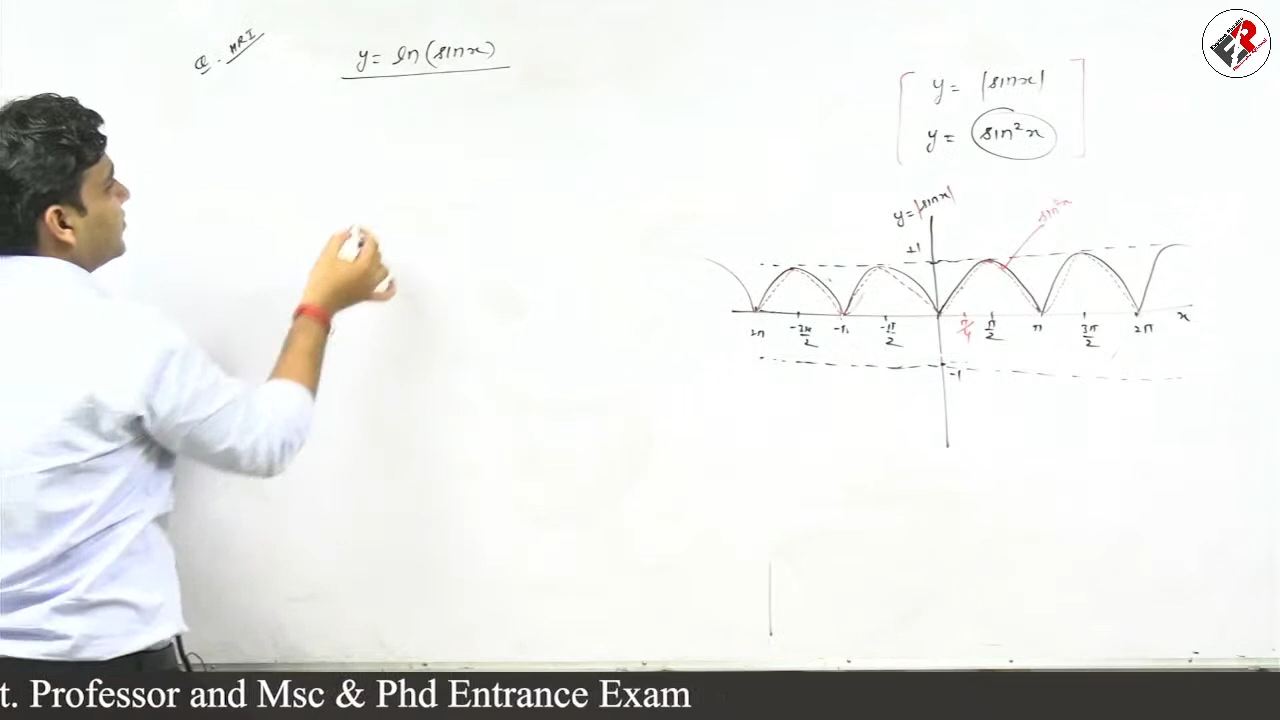 Q. HRI
y = ln(sinx)
y = |sinx|
y = sin²x
y=|sinx|
sin²x
+1
2π -3π/2 -π -π/2 π/4 π/2 π 3π/2 2π x
-1
t. Professor and Msc & Phd Entrance Exam